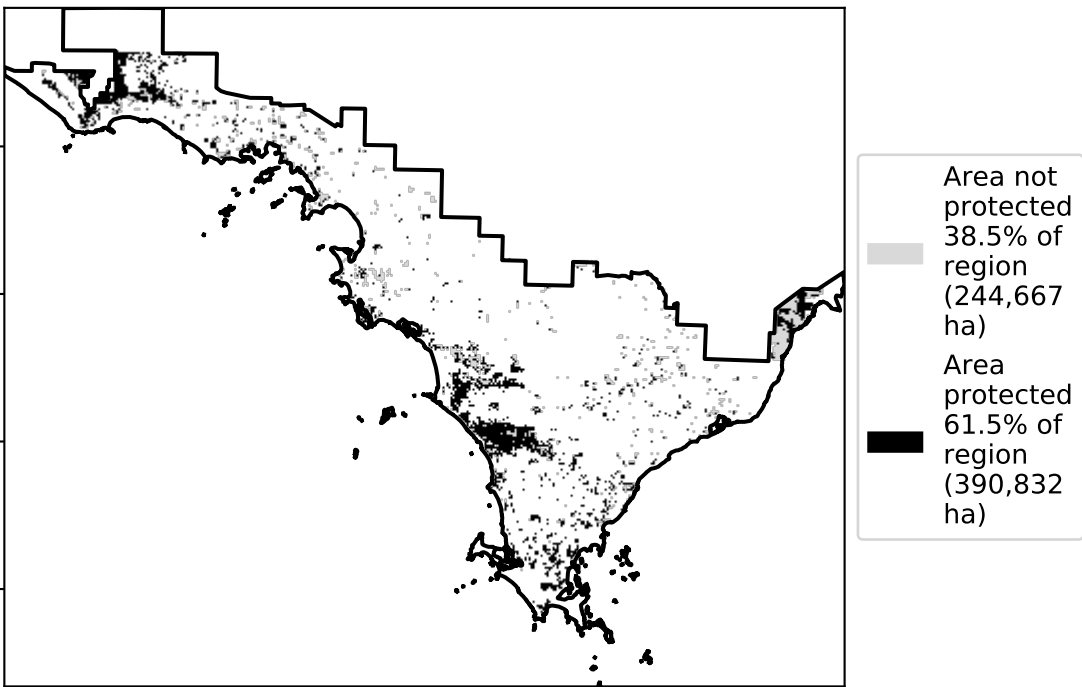 Area not
protected
38.5% of
region
(244,667
ha)
Area
protected
61.5% of
region
(390,832
ha)